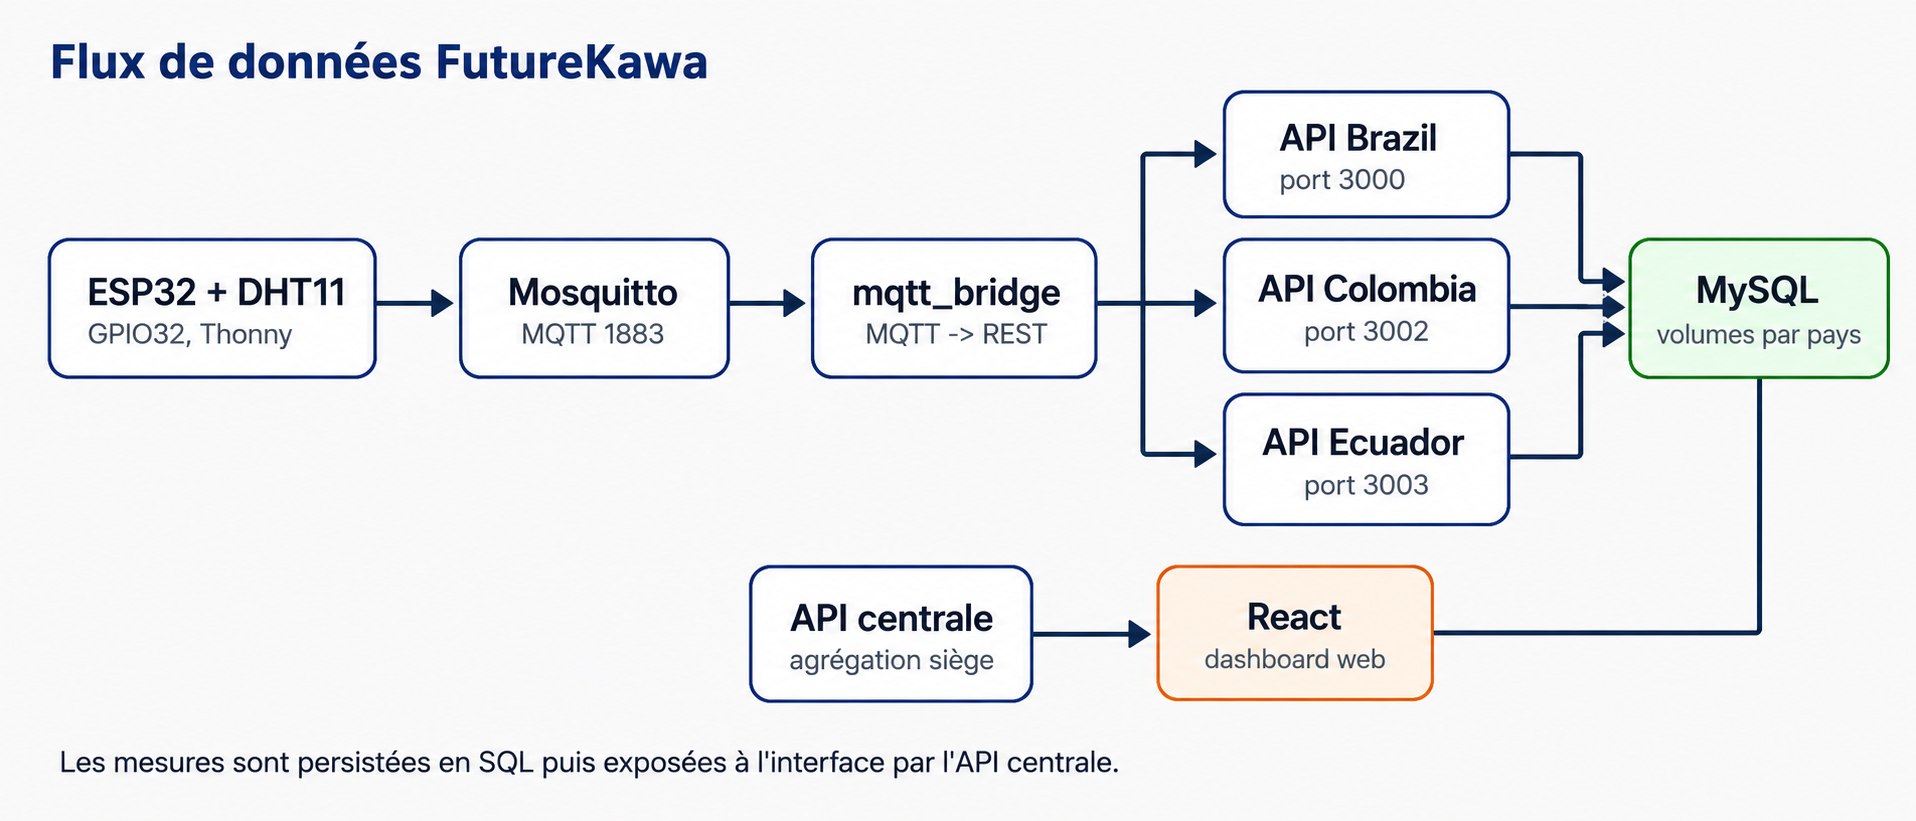 Flux de données FutureKawa
ESP32 + DHT11
GPIO32, Thonny
Mosquitto
MQTT 1883
mqtt_bridge
MQTT -> REST
API Brazil
port 3000
API Colombia
port 3002
API Ecuador
port 3003
MySQL
volumes par pays
API centrale
agrégation siège
React
dashboard web
Les mesures sont persistées en SQL puis exposées à l'interface par l'API centrale.